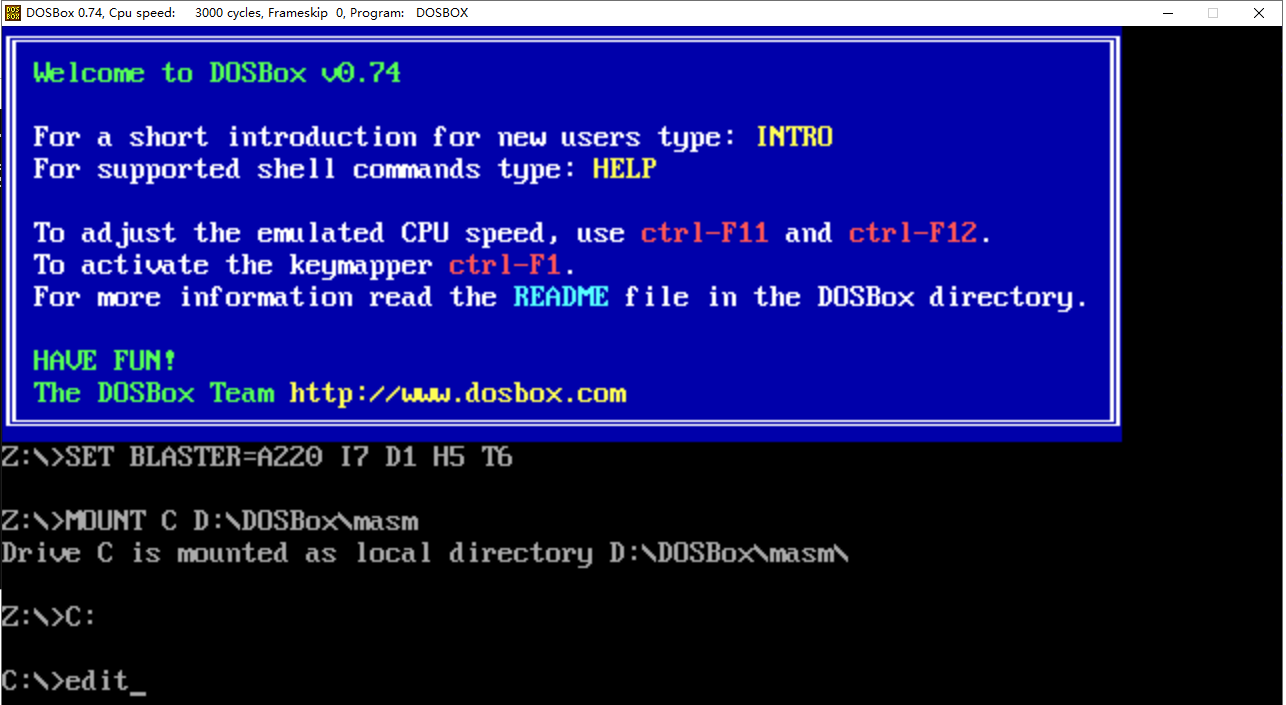 DOSBox 0.74, Cpu speed: 3000 cycles, Frameskip 0, Program: DOSBOX
Welcome to DOSBox v0.74
For a short introduction for new users type: INTRO
For supported shell commands type: HELP
To adjust the emulated CPU speed, use ctrl-F11 and ctrl-F12.
To activate the keymapper ctrl-F1.
For more information read the README file in the DOSBox directory.
HAVE FUN!
The DOSBox Team http://www.dosbox.com
Z:\>SET BLASTER=A220 I7 D1 H5 T6
Z:\>MOUNT C D:\DOSBox\masm
Drive C is mounted as local directory D:\DOSBox\masm\
Z:\>C:
C:\>edit_